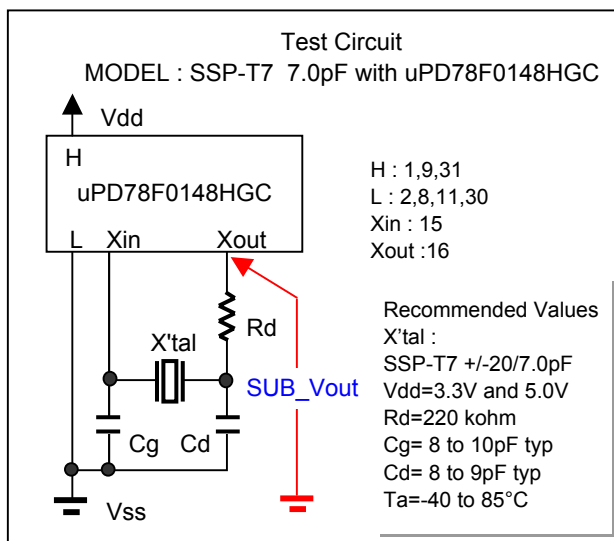 Test Circuit
MODEL : SSP-T7 7.0pF with uPD78F0148HGC
Vdd
H
uPD78F0148HGC
L Xin Xout
H : 1,9,31
L : 2,8,11,30
Xin : 15
Xout :16
Rd
X'tal
SUB_Vout
Cg Cd
Vss
Recommended Values
X’tal :
SSP-T7 +/-20/7.0pF
Vdd=3.3V and 5.0V
Rd=220 kohm
Cg= 8 to 10pF typ
Cd= 8 to 9pF typ
Ta=-40 to 85°C